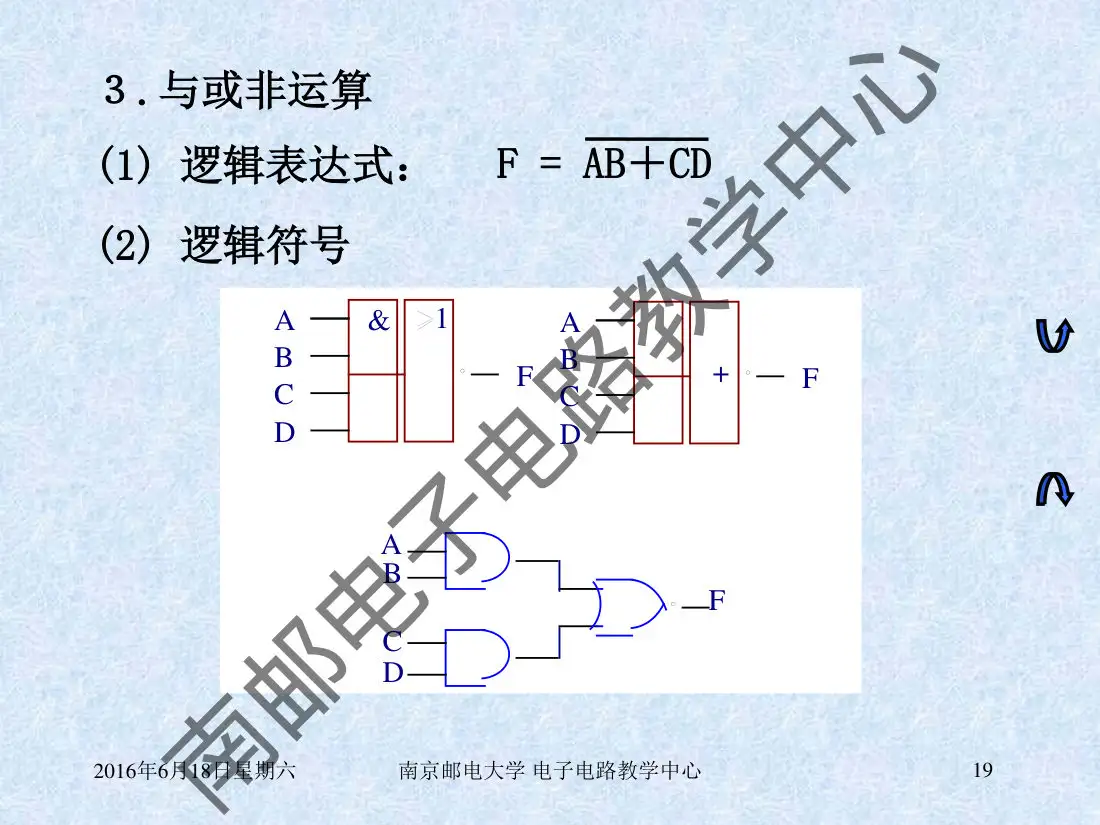 ３.与或非运算
(1) 逻辑表达式： F = \overline{AB＋CD}
(2) 逻辑符号
A & ≥1
B
C
D
F
A
B
C
D
+
F
A
B
C
D
F
南邮电子电路教学中心
2016年6月18日星期六 南京邮电大学 电子电路教学中心 19